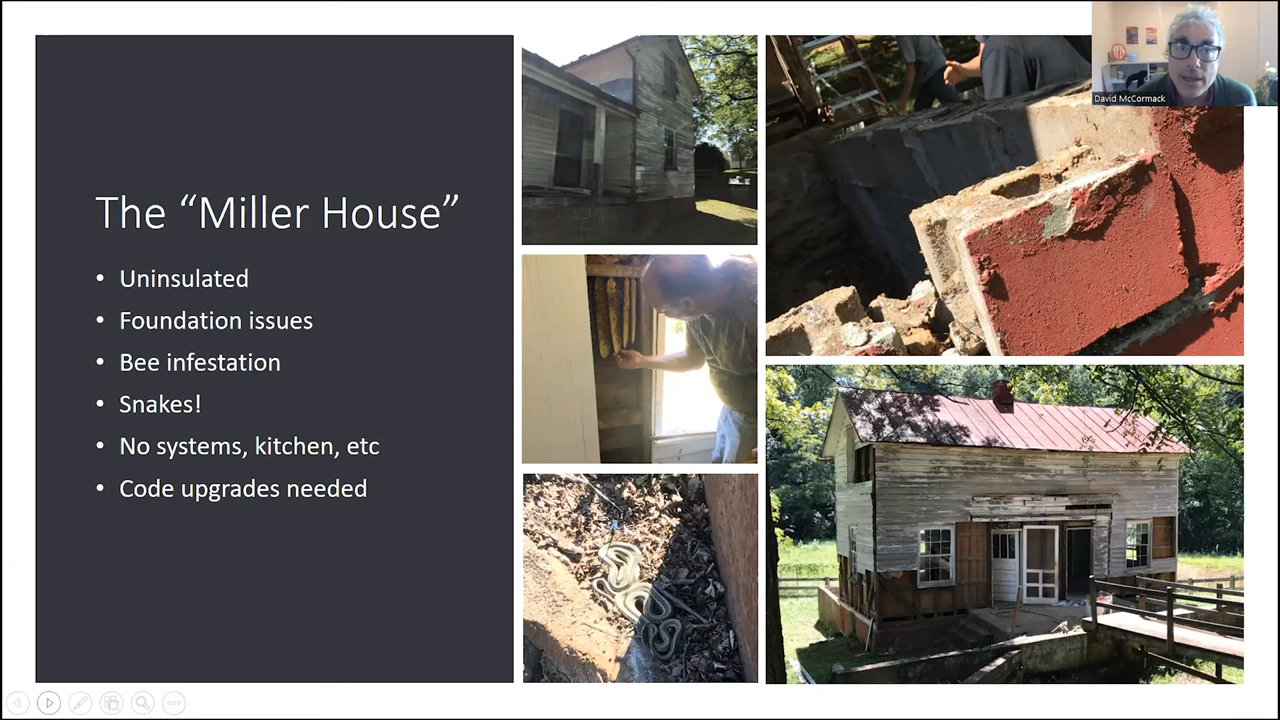 The “Miller House”
• Uninsulated
• Foundation issues
• Bee infestation
• Snakes!
• No systems, kitchen, etc
• Code upgrades needed
David McCormack